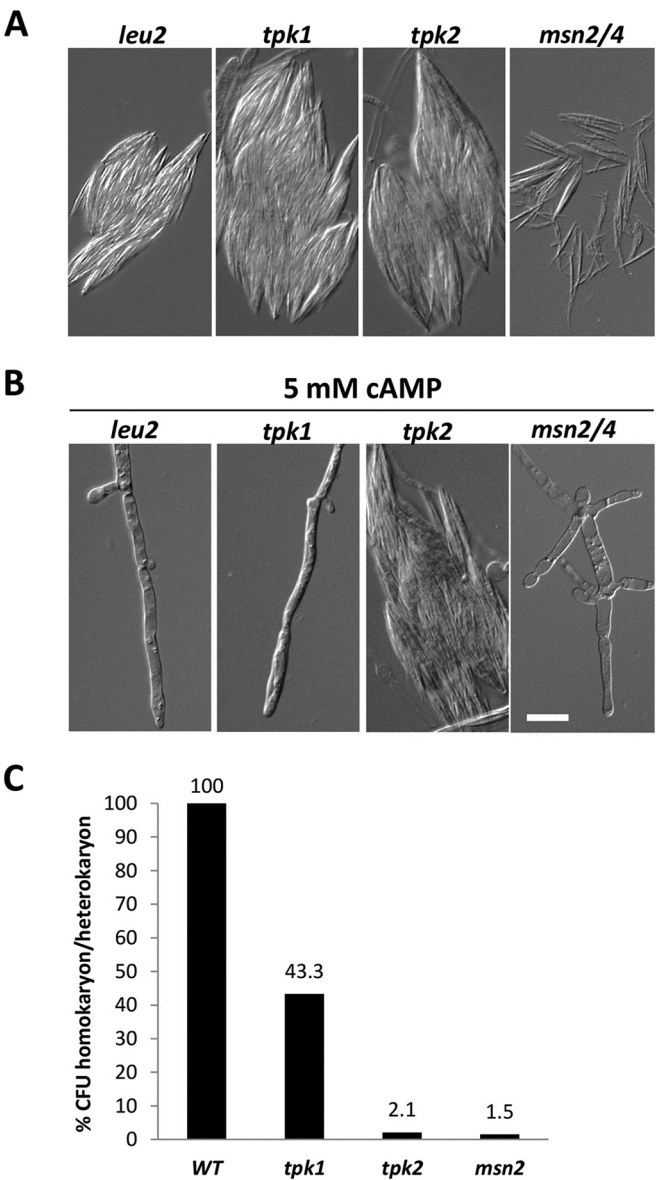 A
leu2 tpk1 tpk2 msn2/4
B
5 mM cAMP
leu2 tpk1 tpk2 msn2/4
C
% CFU homokaryon/heterokaryon
100
90
80
70
60
50
40
30
20
10
0
100
43.3
2.1
1.5
WT tpk1 tpk2 msn2